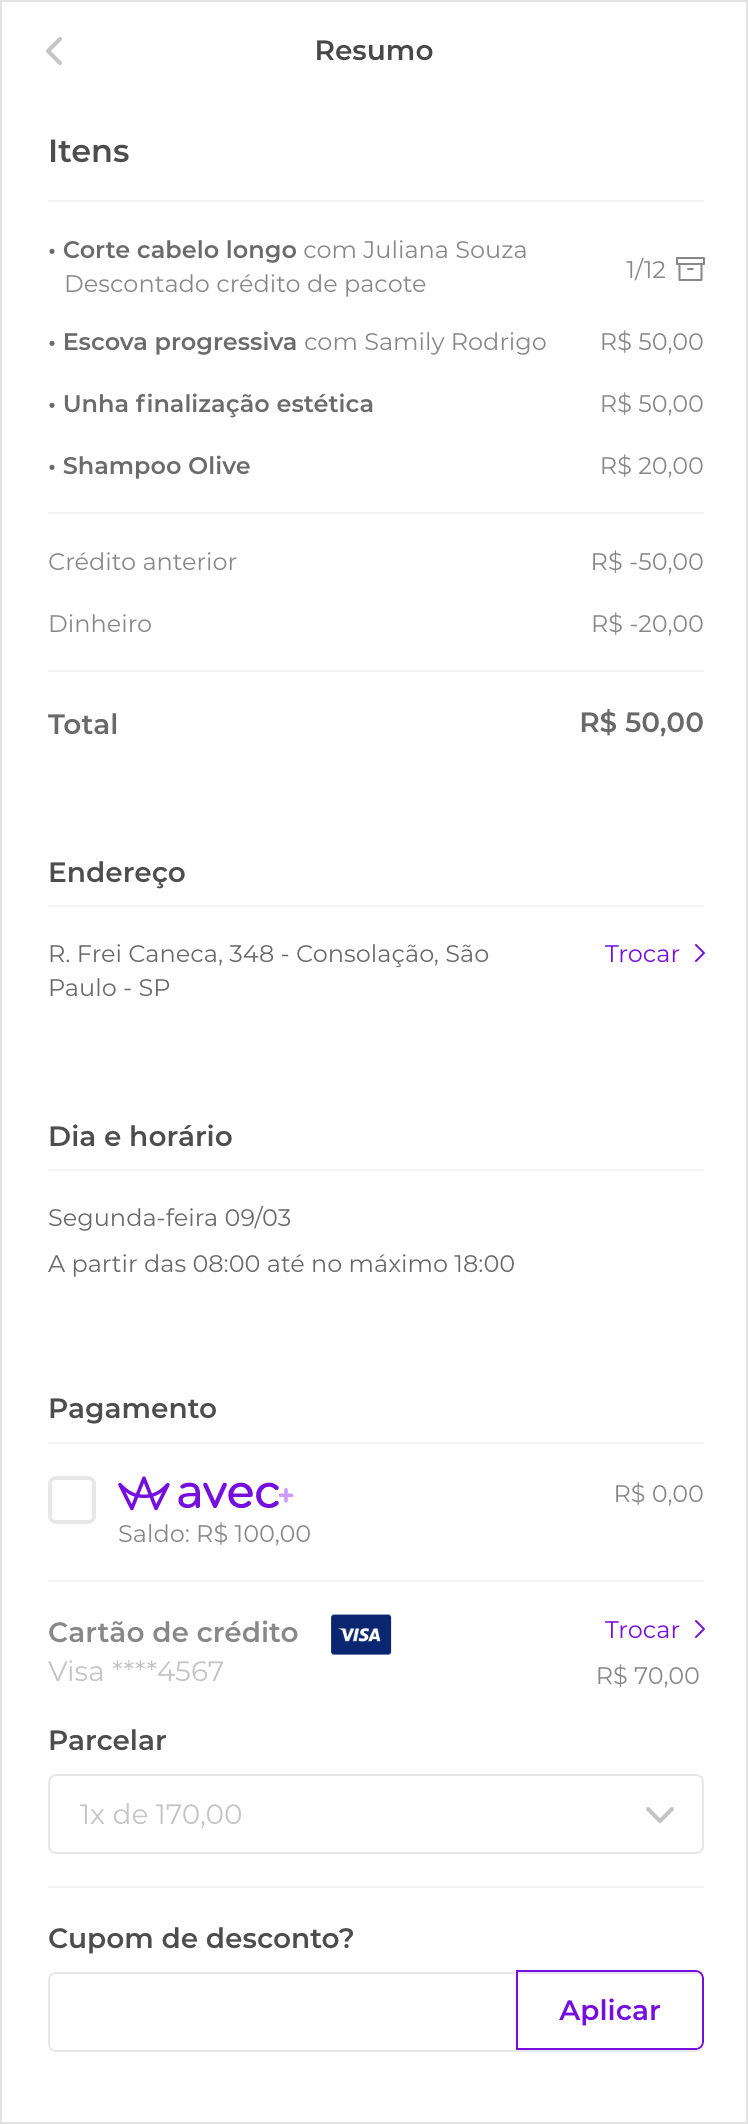 Resumo
Itens
• Corte cabelo longo com Juliana Souza
Descontado crédito de pacote
1/12
• Escova progressiva com Samily Rodrigo R$ 50,00
• Unha finalização estética R$ 50,00
• Shampoo Olive R$ 20,00
Crédito anterior R$ -50,00
Dinheiro R$ -20,00
Total R$ 50,00
Endereço
R. Frei Caneca, 348 - Consolação, São Trocar
Paulo - SP
Dia e horário
Segunda-feira 09/03
A partir das 08:00 até no máximo 18:00
Pagamento
avec+ R$ 0,00
Saldo: R$ 100,00
Cartão de crédito VISA Trocar
Visa ****4567 R$ 70,00
Parcelar
1x de 170,00
Cupom de desconto?
Aplicar